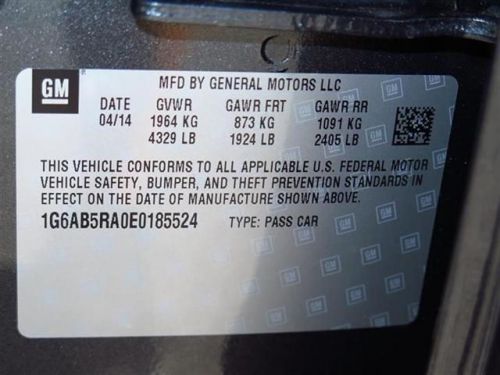 GM
MFD BY GENERAL MOTORS LLC
DATE GVWR GAWR FRT GAWR RR
04/14 1964 KG 873 KG 1091 KG
4329 LB 1924 LB 2405 LB
THIS VEHICLE CONFORMS TO ALL APPLICABLE U.S. FEDERAL MOTOR
VEHICLE SAFETY, BUMPER, AND THEFT PREVENTION STANDARDS IN
EFFECT ON THE DATE OF MANUFACTURE SHOWN ABOVE.
1G6AB5RA0E0185524 TYPE: PASS CAR